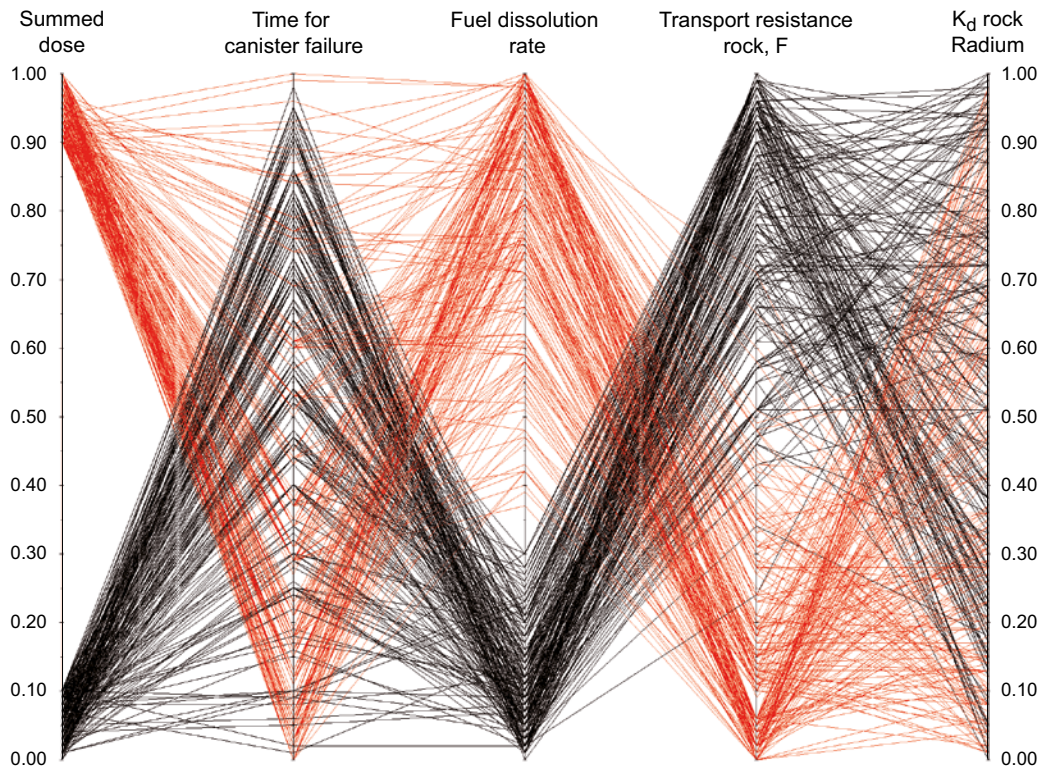 Summed
dose
Time for
canister failure
Fuel dissolution
rate
Transport resistance
rock, F
Kd rock
Radium
1.00
0.90
0.80
0.70
0.60
0.50
0.40
0.30
0.20
0.10
0.00
1.00
0.90
0.80
0.70
0.60
0.50
0.40
0.30
0.20
0.10
0.00